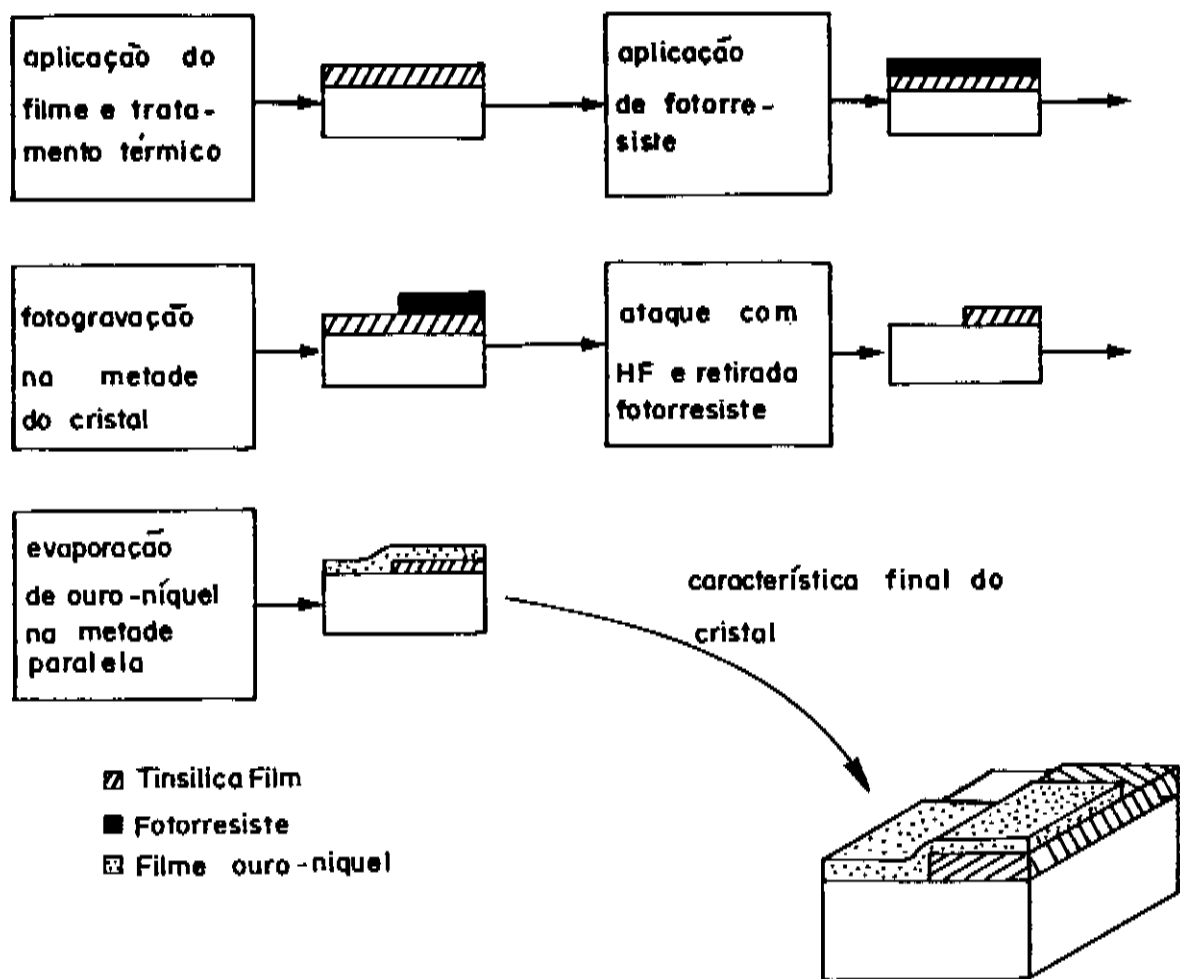 aplicação do
filme e trata-
mento térmico
aplicação
de fotorre-
siste
fotogravação
na metade
do cristal
ataque com
HF e retirada
fotorresiste
evaporação
de ouro-níquel
na metade
paralela
característica final do
cristal
Tinsilica Film
Fotorresiste
Filme ouro-niquel